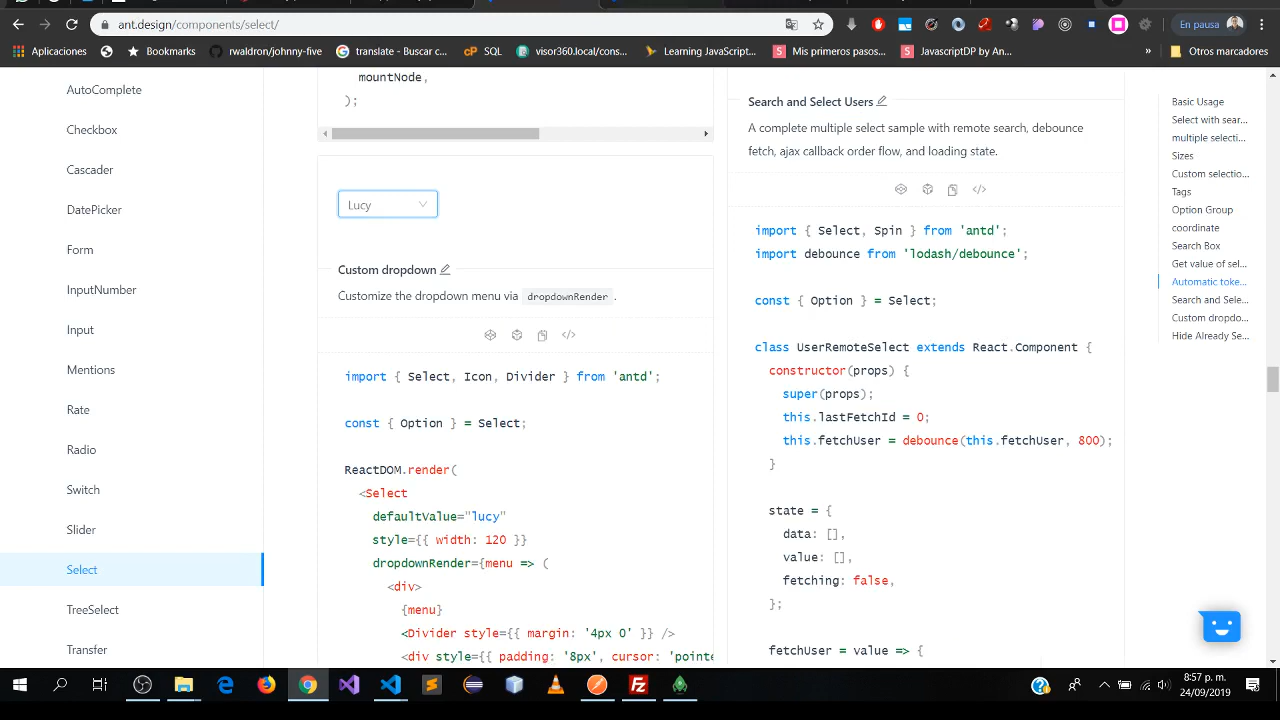 ant.design/components/select/
En pausa
Aplicaciones
Bookmarks
rwaldron/johnny-five
translate - Buscar c...
SQL
visor360.local/cons...
Learning JavaScript...
Mis primeros pasos...
JavascriptDP by An...
»
Otros marcadores
AutoComplete
Checkbox
Cascader
DatePicker
Form
InputNumber
Input
Mentions
Rate
Radio
Switch
Slider
Select
TreeSelect
Transfer
mountNode,
);
Lucy
Custom dropdown
Customize the dropdown menu via dropdownRender .
import { Select, Icon, Divider } from 'antd';
const { Option } = Select;
ReactDOM.render(
<Select
defaultValue="lucy"
style={{ width: 120 }}
dropdownRender={menu => (
<div>
{menu}
<Divider style={{ margin: '4px 0' }} />
<div style={{ padding: '8px', cursor: 'pointe
Search and Select Users
A complete multiple select sample with remote search, debounce
fetch, ajax callback order flow, and loading state.
import { Select, Spin } from 'antd';
import debounce from 'lodash/debounce';
const { Option } = Select;
class UserRemoteSelect extends React.Component {
constructor(props) {
super(props);
this.lastFetchId = 0;
this.fetchUser = debounce(this.fetchUser, 800);
}
state = {
data: [],
value: [],
fetching: false,
};
fetchUser = value => {
Basic Usage
Select with sear...
multiple selecti...
Sizes
Custom selectio...
Tags
Option Group
coordinate
Search Box
Get value of sel...
Automatic toke...
Search and Sele...
Custom dropdo...
Hide Already Se...
8:57 p. m.
24/09/2019